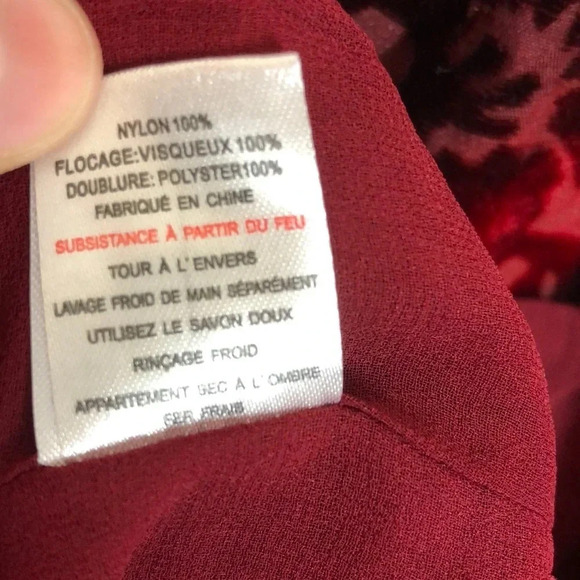 NYLON 100%
FLOCAGE:VISQUEUX 100%
DOUBLURE: POLYSTER100%
FABRIQUÉ EN CHINE
SUBSISTANCE À PARTIR DU FEU
TOUR À L'ENVERS
LAVAGE FROID DE MAIN SÉPARÉMENT
UTILISEZ LE SAVON DOUX
RINÇAGE FROID
APPARTEMENT SEC À L'OMBRE
FER FRAIS